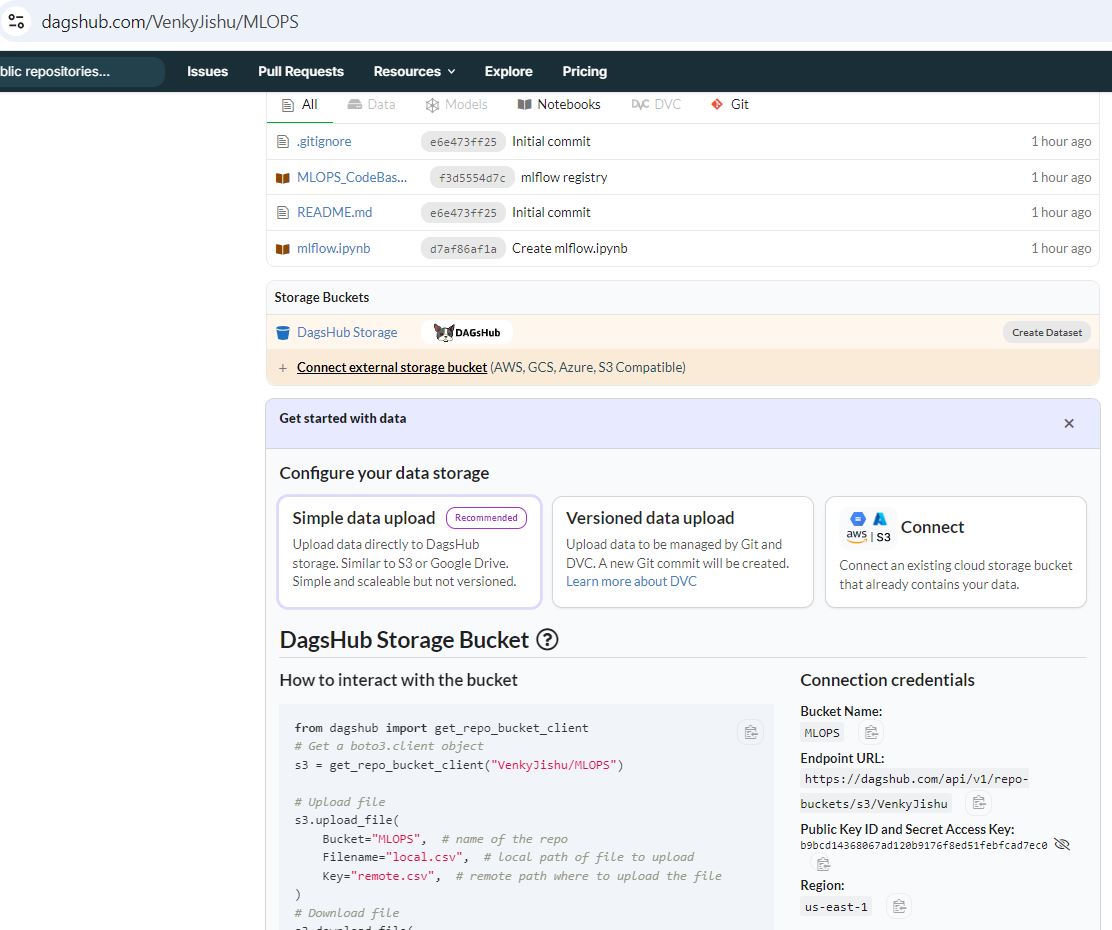 dagshub.com/VenkyJishu/MLOPS
blic repositories... Issues Pull Requests Resources Explore Pricing
All Data Models Notebooks DVC DVC Git
.gitignore e6e473ff25 Initial commit 1 hour ago
MLOPS_CodeBas... f3d5554d7c mlflow registry 1 hour ago
README.md e6e473ff25 Initial commit 1 hour ago
mlflow.ipynb d7af86af1a Create mlflow.ipynb 1 hour ago
Storage Buckets
DagsHub Storage DAGsHub Create Dataset
+ Connect external storage bucket (AWS, GCS, Azure, S3 Compatible)
Get started with data
Configure your data storage
Simple data upload Recommended
Upload data directly to DagsHub
storage. Similar to S3 or Google Drive.
Simple and scaleable but not versioned.
Versioned data upload
Upload data to be managed by Git and
DVC. A new Git commit will be created.
Learn more about DVC
aws | S3 Connect
Connect an existing cloud storage bucket
that already contains your data.
DagsHub Storage Bucket ?
How to interact with the bucket
from dagshub import get_repo_bucket_client
# Get a boto3.client object
s3 = get_repo_bucket_client("VenkyJishu/MLOPS")
# Upload file
s3.upload_file(
Bucket="MLOPS", # name of the repo
Filename="local.csv", # local path of file to upload
Key="remote.csv", # remote path where to upload the file
)
# Download file
s3.download_file(
Connection credentials
Bucket Name:
MLOPS
Endpoint URL:
https://dagshub.com/api/v1/repo-
buckets/s3/VenkyJishu
Public Key ID and Secret Access Key:
b9bcd14368067ad120b9176f8ed51febfcad7ec0
Region:
us-east-1